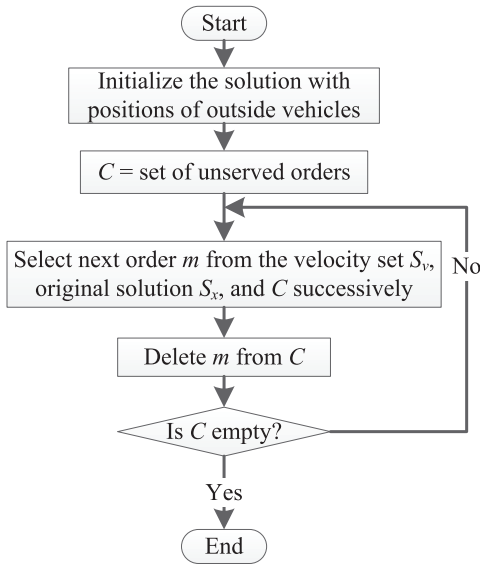 Start
Initialize the solution with
positions of outside vehicles
C = set of unserved orders
Select next order m from the velocity set Sv,
original solution Sx, and C successively
No
Delete m from C
Is C empty?
Yes
End